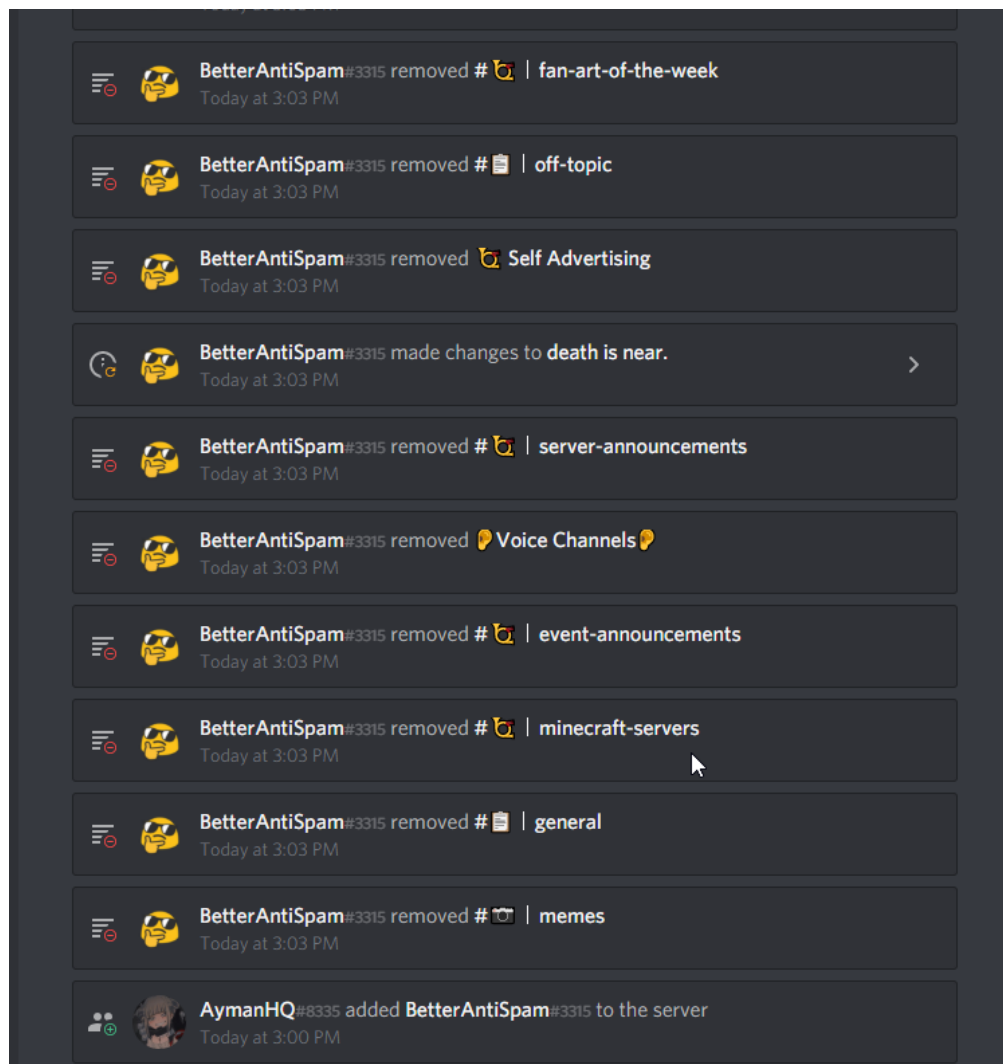 BetterAntiSpam#3315 removed # | fan-art-of-the-week
Today at 3:03 PM
BetterAntiSpam#3315 removed # | off-topic
Today at 3:03 PM
BetterAntiSpam#3315 removed Self Advertising
Today at 3:03 PM
BetterAntiSpam#3315 made changes to death is near.
Today at 3:03 PM
BetterAntiSpam#3315 removed # | server-announcements
Today at 3:03 PM
BetterAntiSpam#3315 removed 👂Voice Channels👂
Today at 3:03 PM
BetterAntiSpam#3315 removed # | event-announcements
Today at 3:03 PM
BetterAntiSpam#3315 removed # | minecraft-servers
Today at 3:03 PM
BetterAntiSpam#3315 removed #📋 | general
Today at 3:03 PM
BetterAntiSpam#3315 removed #📷 | memes
Today at 3:03 PM
AymanHQ#8335 added BetterAntiSpam#3315 to the server
Today at 3:00 PM